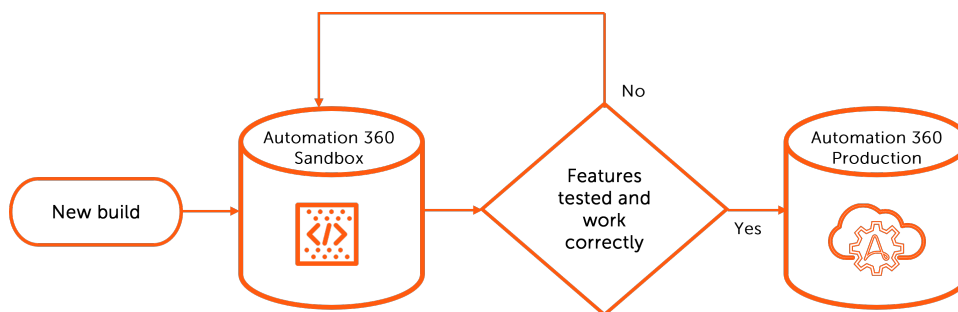 No
Automation 360
Sandbox
Automation 360
Production
New build
Features
tested and
work
correctly
Yes